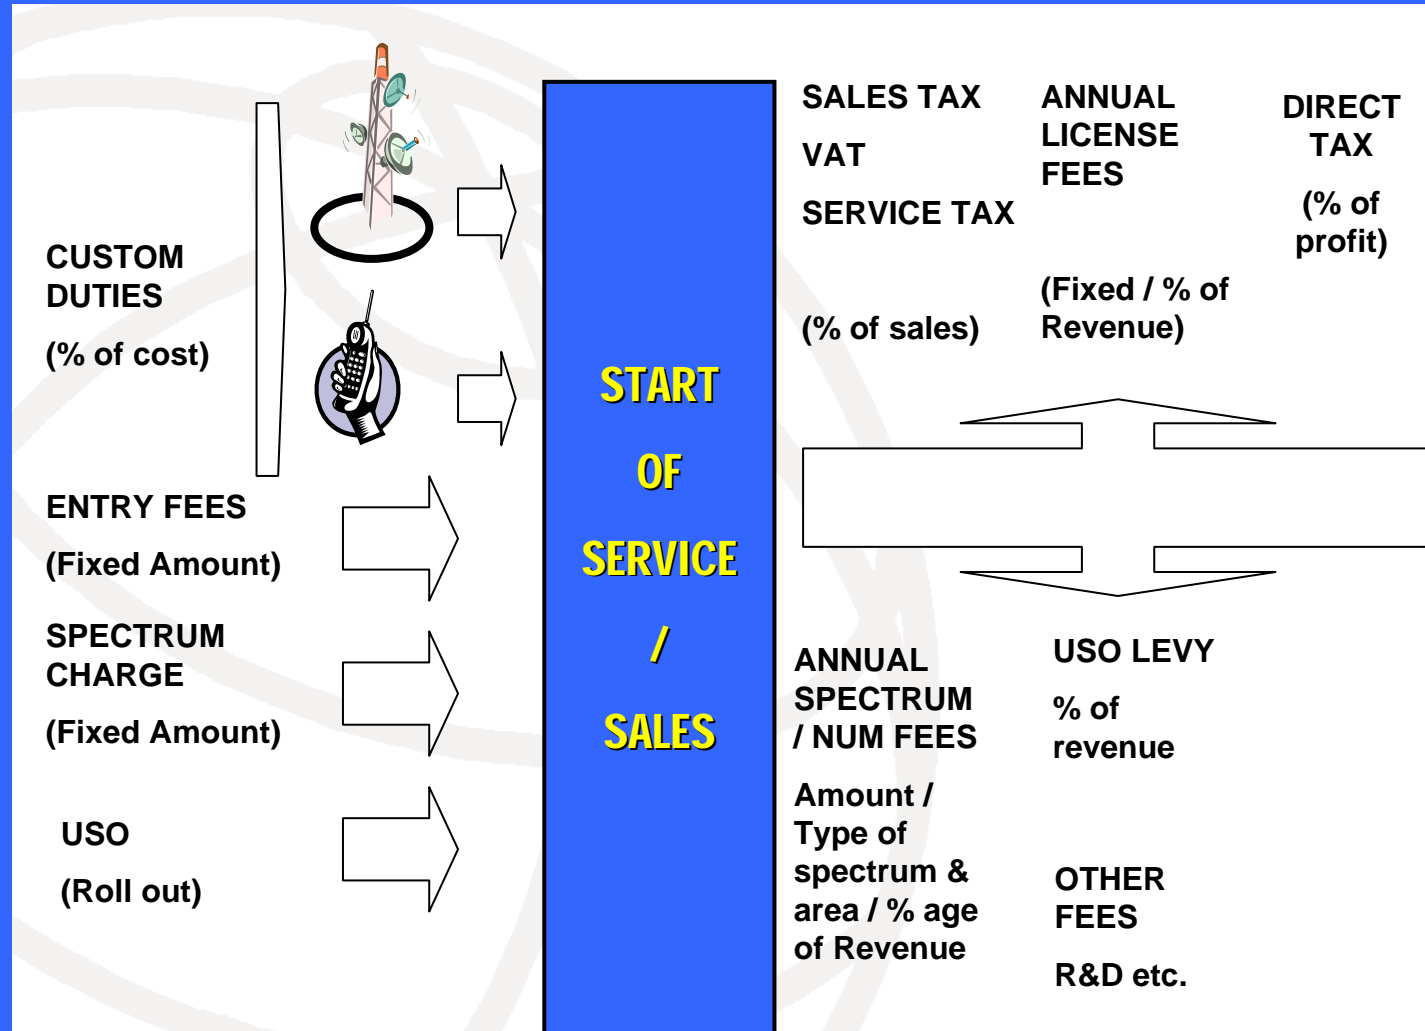 CUSTOM
DUTIES
(% of cost)
ENTRY FEES
(Fixed Amount)
SPECTRUM
CHARGE
(Fixed Amount)
USO
(Roll out)
START
OF
SERVICE
/
SALES
SALES TAX
VAT
SERVICE TAX
(% of sales)
ANNUAL
LICENSE
FEES
(Fixed / % of
Revenue)
DIRECT
TAX
(% of
profit)
ANNUAL
SPECTRUM
/ NUM FEES
Amount /
Type of
spectrum &
area / % age
of Revenue
USO LEVY
% of
revenue
OTHER
FEES
R&D etc.